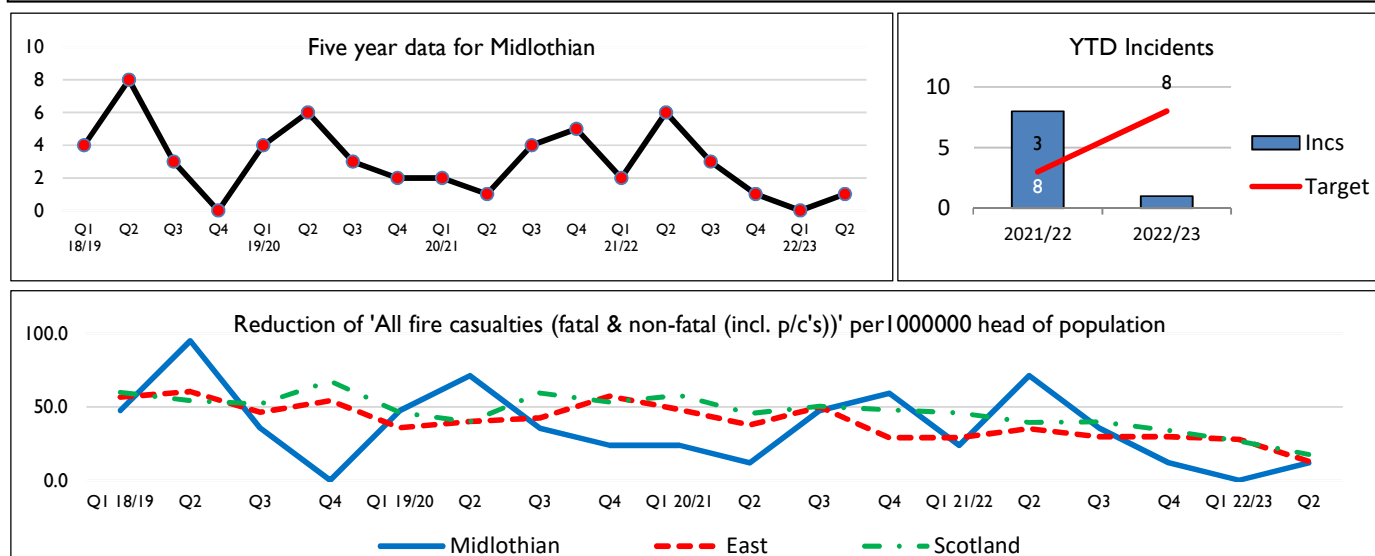 Five year data for Midlothian
10
8
6
4
2
0
Q1 Q2 Q3 Q4 Q1 Q2 Q3 Q4 Q1 Q2 Q3 Q4 Q1 Q2 Q3 Q4 Q1 Q2
18/19 19/20 20/21 21/22 22/23
YTD Incidents
8
10
5
0
3
8
2021/22 2022/23
Incs
Target
Reduction of 'All fire casualties (fatal & non-fatal (incl. p/c's))' per1000000 head of population
100.0
50.0
0.0
Q1 18/19 Q2 Q3 Q4 Q1 19/20 Q2 Q3 Q4 Q1 20/21 Q2 Q3 Q4 Q1 21/22 Q2 Q3 Q4 Q1 22/23 Q2
Midlothian East Scotland